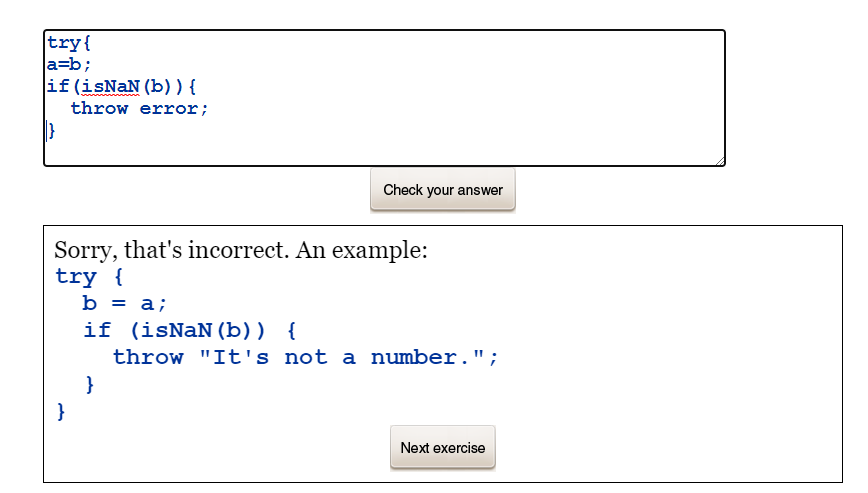 try{
a=b;
if(isNaN(b)){
  throw error;
}
Check your answer
Sorry, that's incorrect. An example:
try {
  b = a;
  if (isNaN(b)) {
    throw "It's not a number.";
  }
}
Next exercise